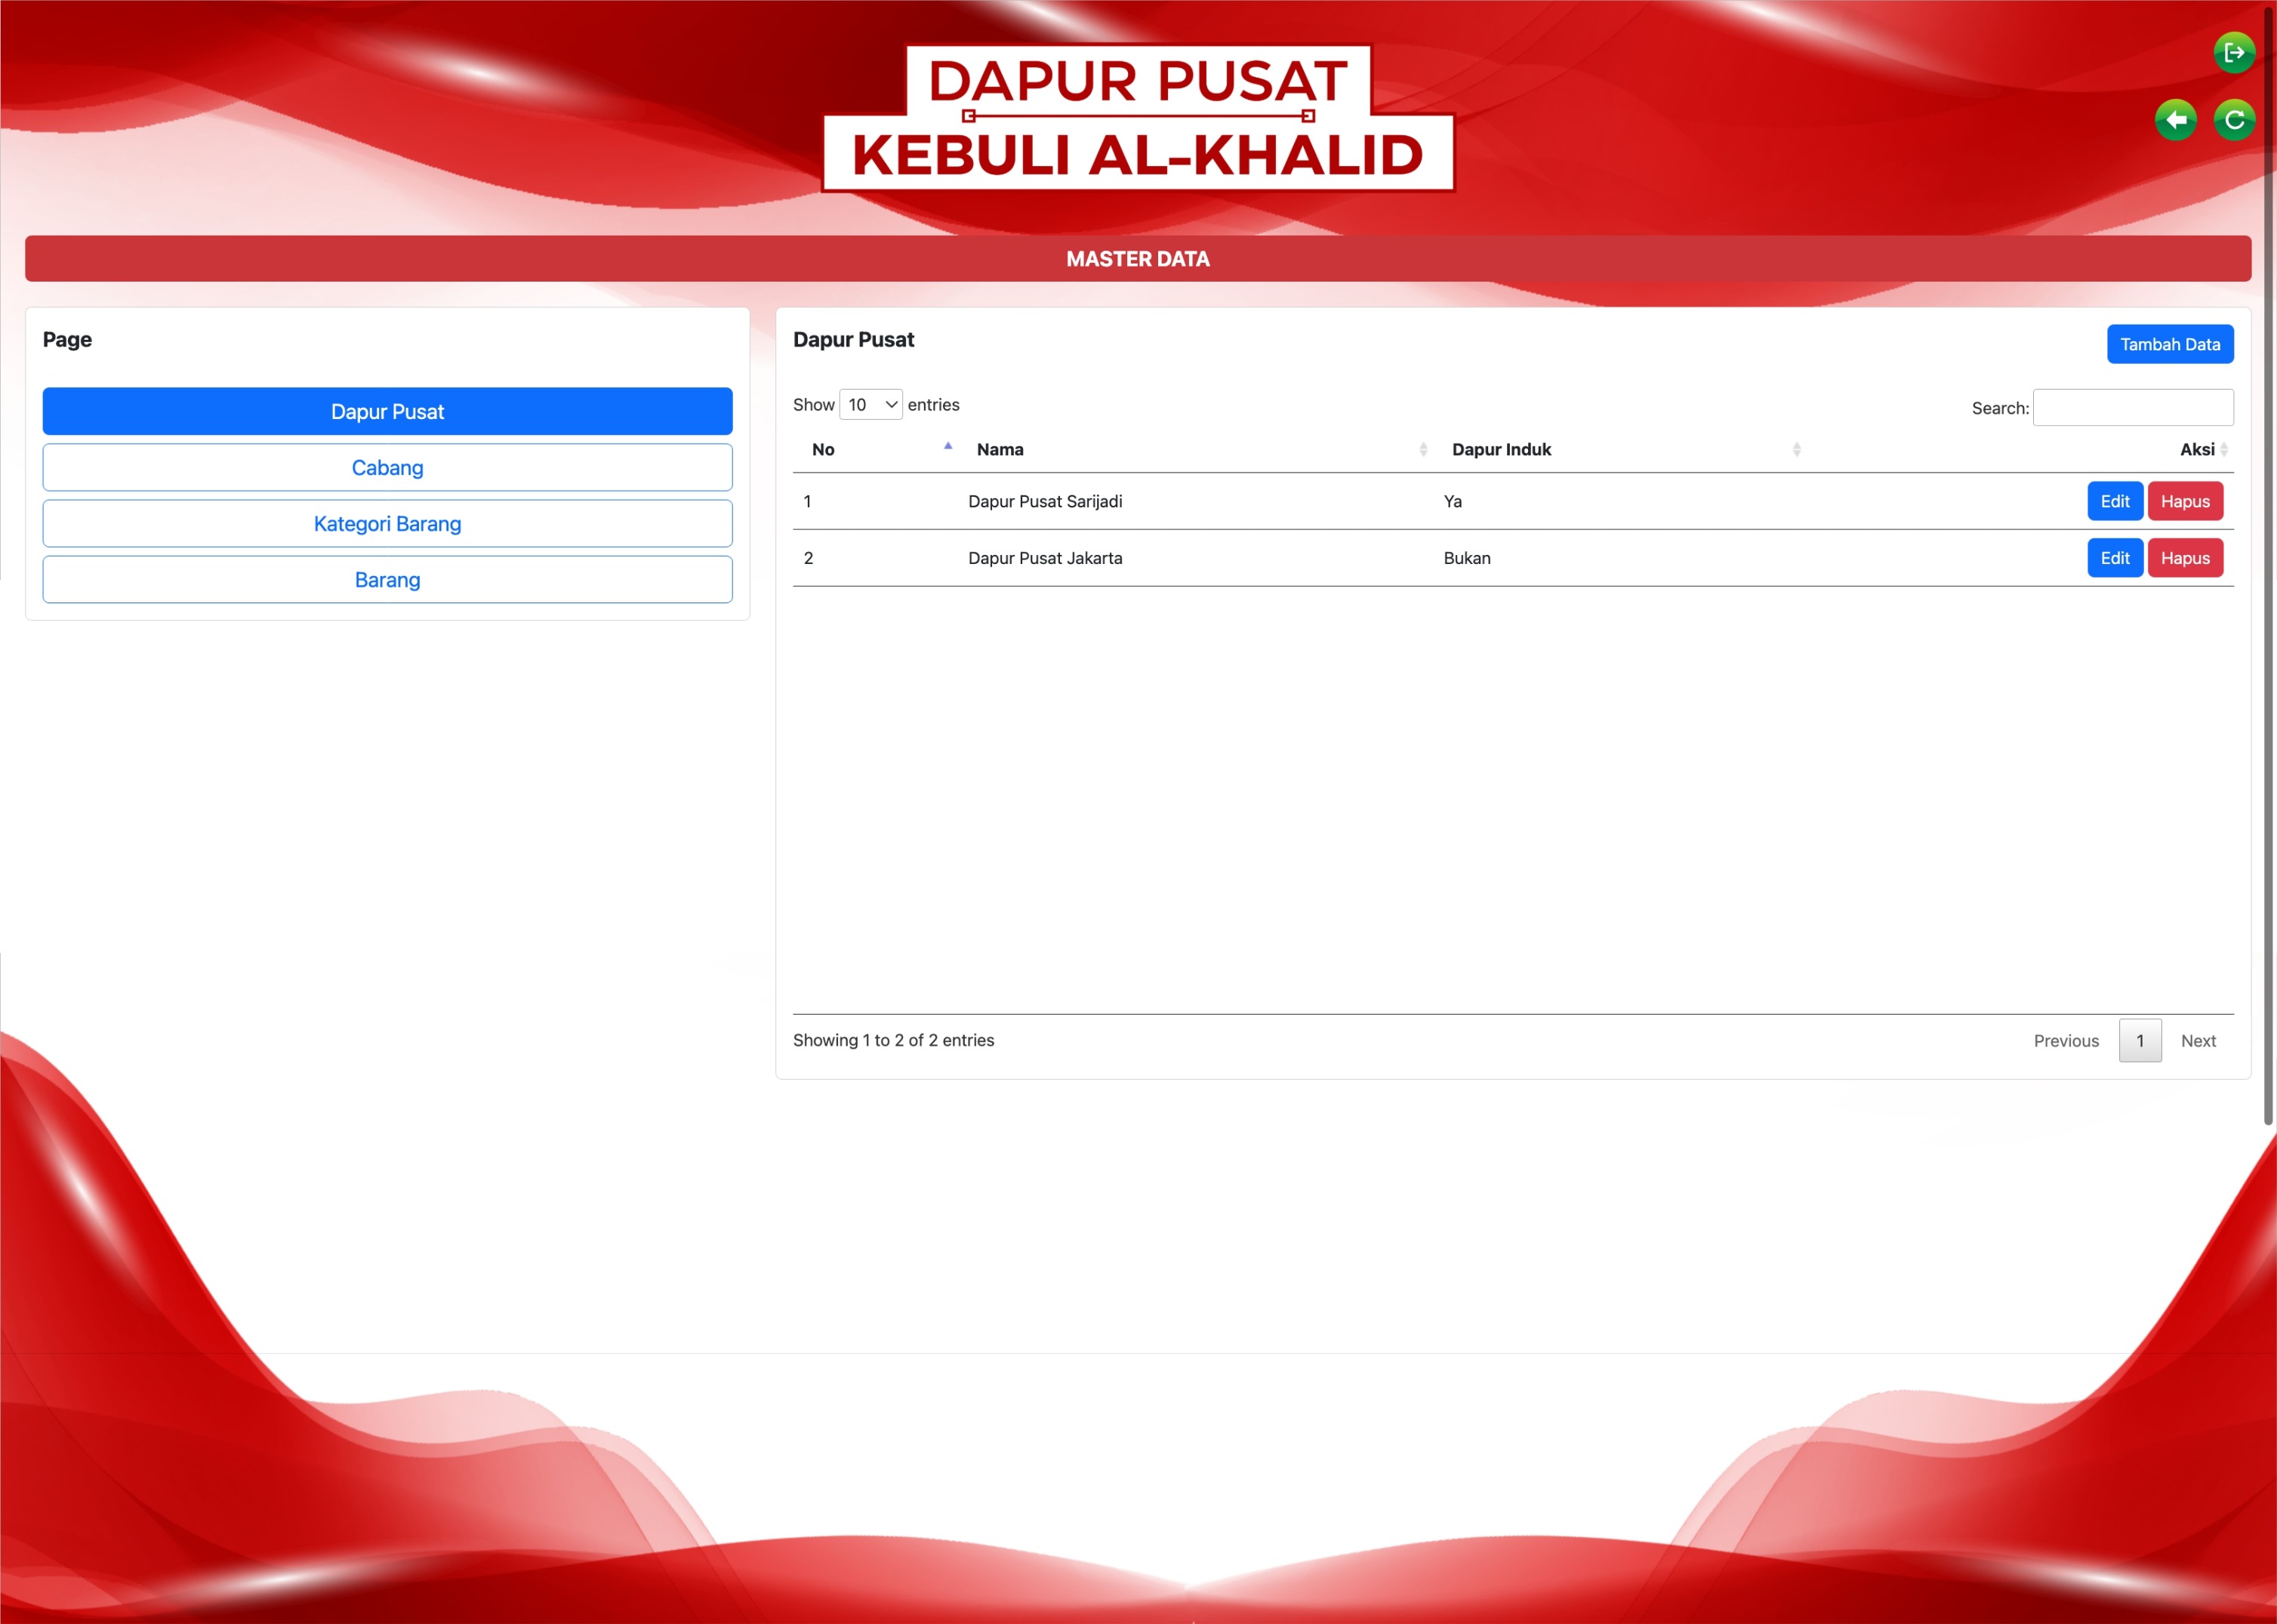 DAPUR PUSAT
KEBULI AL-KHALID
MASTER DATA
Page
Dapur Pusat
Cabang
Kategori Barang
Barang
Dapur Pusat
Tambah Data
Show 10 entries
Search:
No Nama Dapur Induk Aksi
1 Dapur Pusat Sarijadi Ya Edit Hapus
2 Dapur Pusat Jakarta Bukan Edit Hapus
Showing 1 to 2 of 2 entries
Previous 1 Next